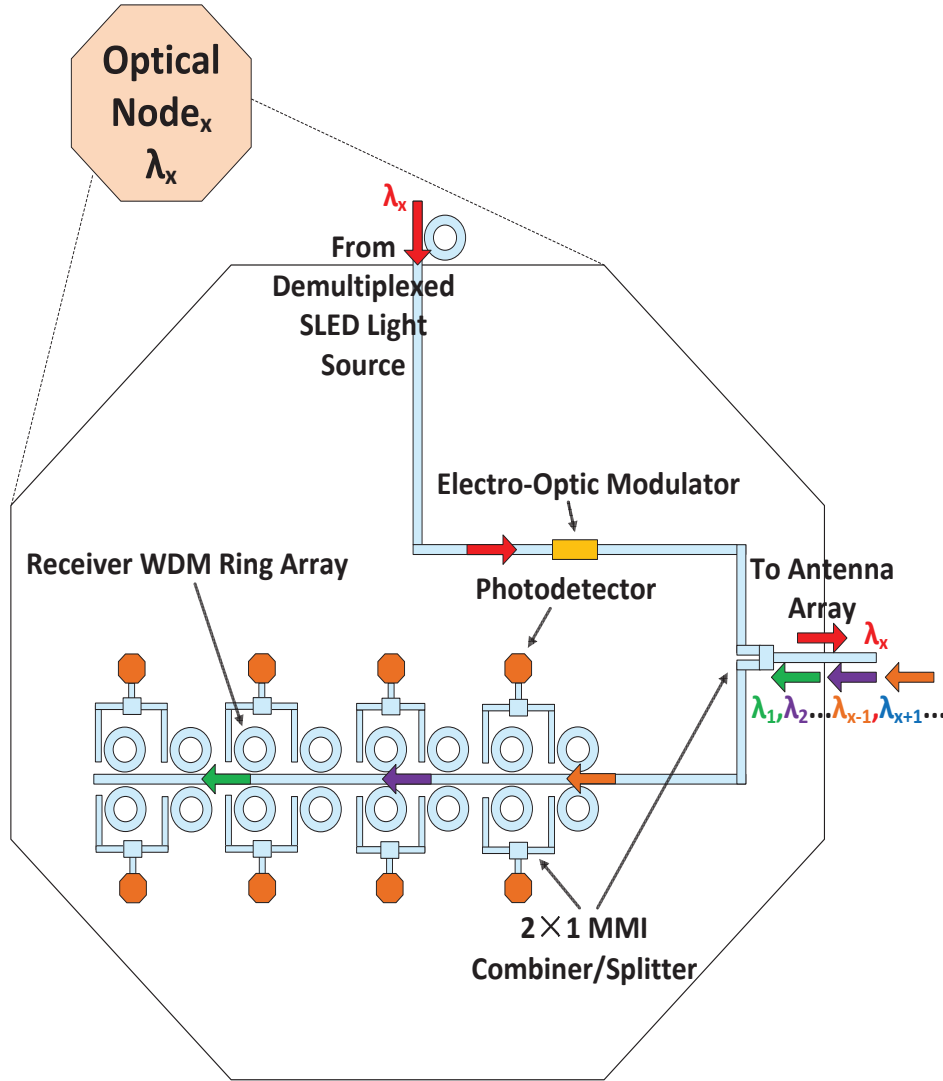 Optical
Nodeₓ
λₓ
λₓ
From
Demultiplexed
SLED Light
Source
Electro-Optic Modulator
Receiver WDM Ring Array
Photodetector
To Antenna
Array
λₓ
λ₁,λ₂...λₓ₋₁,λₓ₊₁...
2×1 MMI
Combiner/Splitter